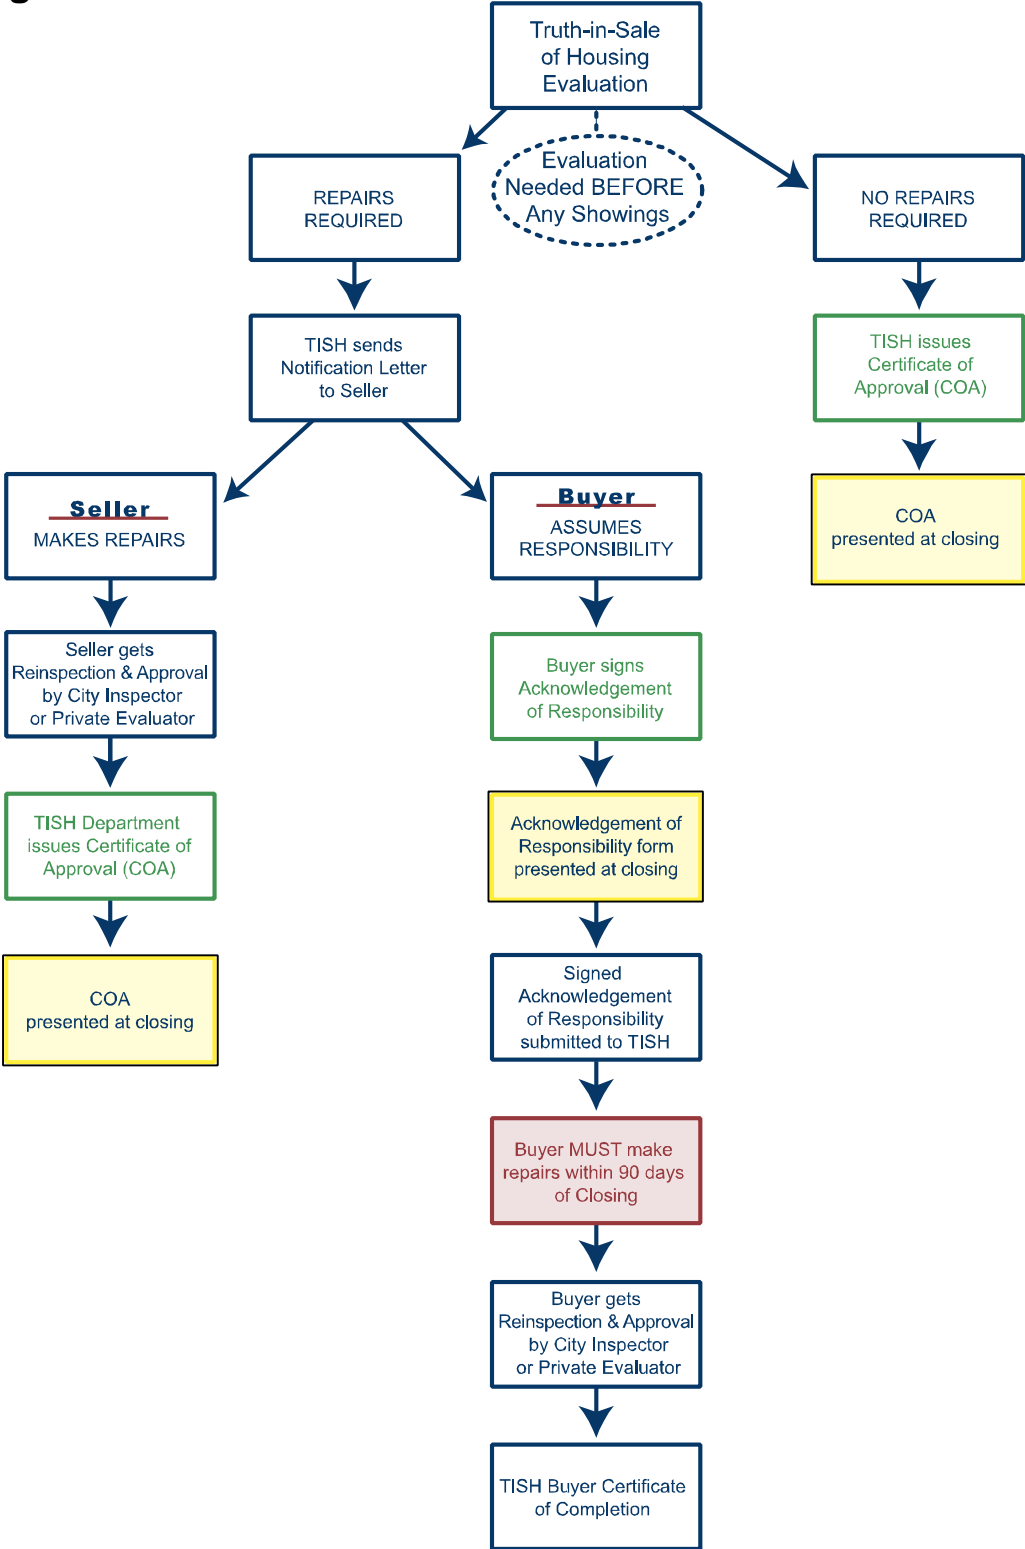 g
Truth-in-Sale
of Housing
Evaluation
Evaluation
Needed BEFORE
Any Showings
REPAIRS
REQUIRED
NO REPAIRS
REQUIRED
TISH sends
Notification Letter
to Seller
TISH issues
Certificate of
Approval (COA)
Seller
MAKES REPAIRS
Buyer
ASSUMES
RESPONSIBILITY
COA
presented at closing
Seller gets
Reinspection & Approval
by City Inspector
or Private Evaluator
Buyer signs
Acknowledgement
of Responsibility
TISH Department
issues Certificate of
Approval (COA)
Acknowledgement of
Responsibility form
presented at closing
COA
presented at closing
Signed
Acknowledgement
of Responsibility
submitted to TISH
Buyer MUST make
repairs within 90 days
of Closing
Buyer gets
Reinspection & Approval
by City Inspector
or Private Evaluator
TISH Buyer Certificate
of Completion